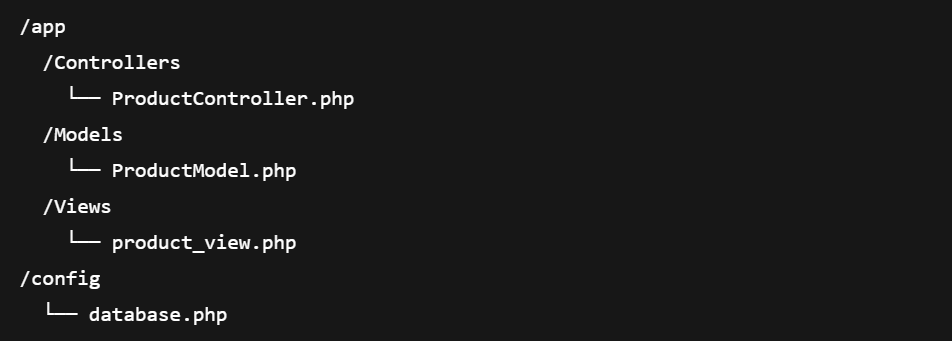 /app
  /Controllers
    └── ProductController.php
  /Models
    └── ProductModel.php
  /Views
    └── product_view.php
/config
  └── database.php